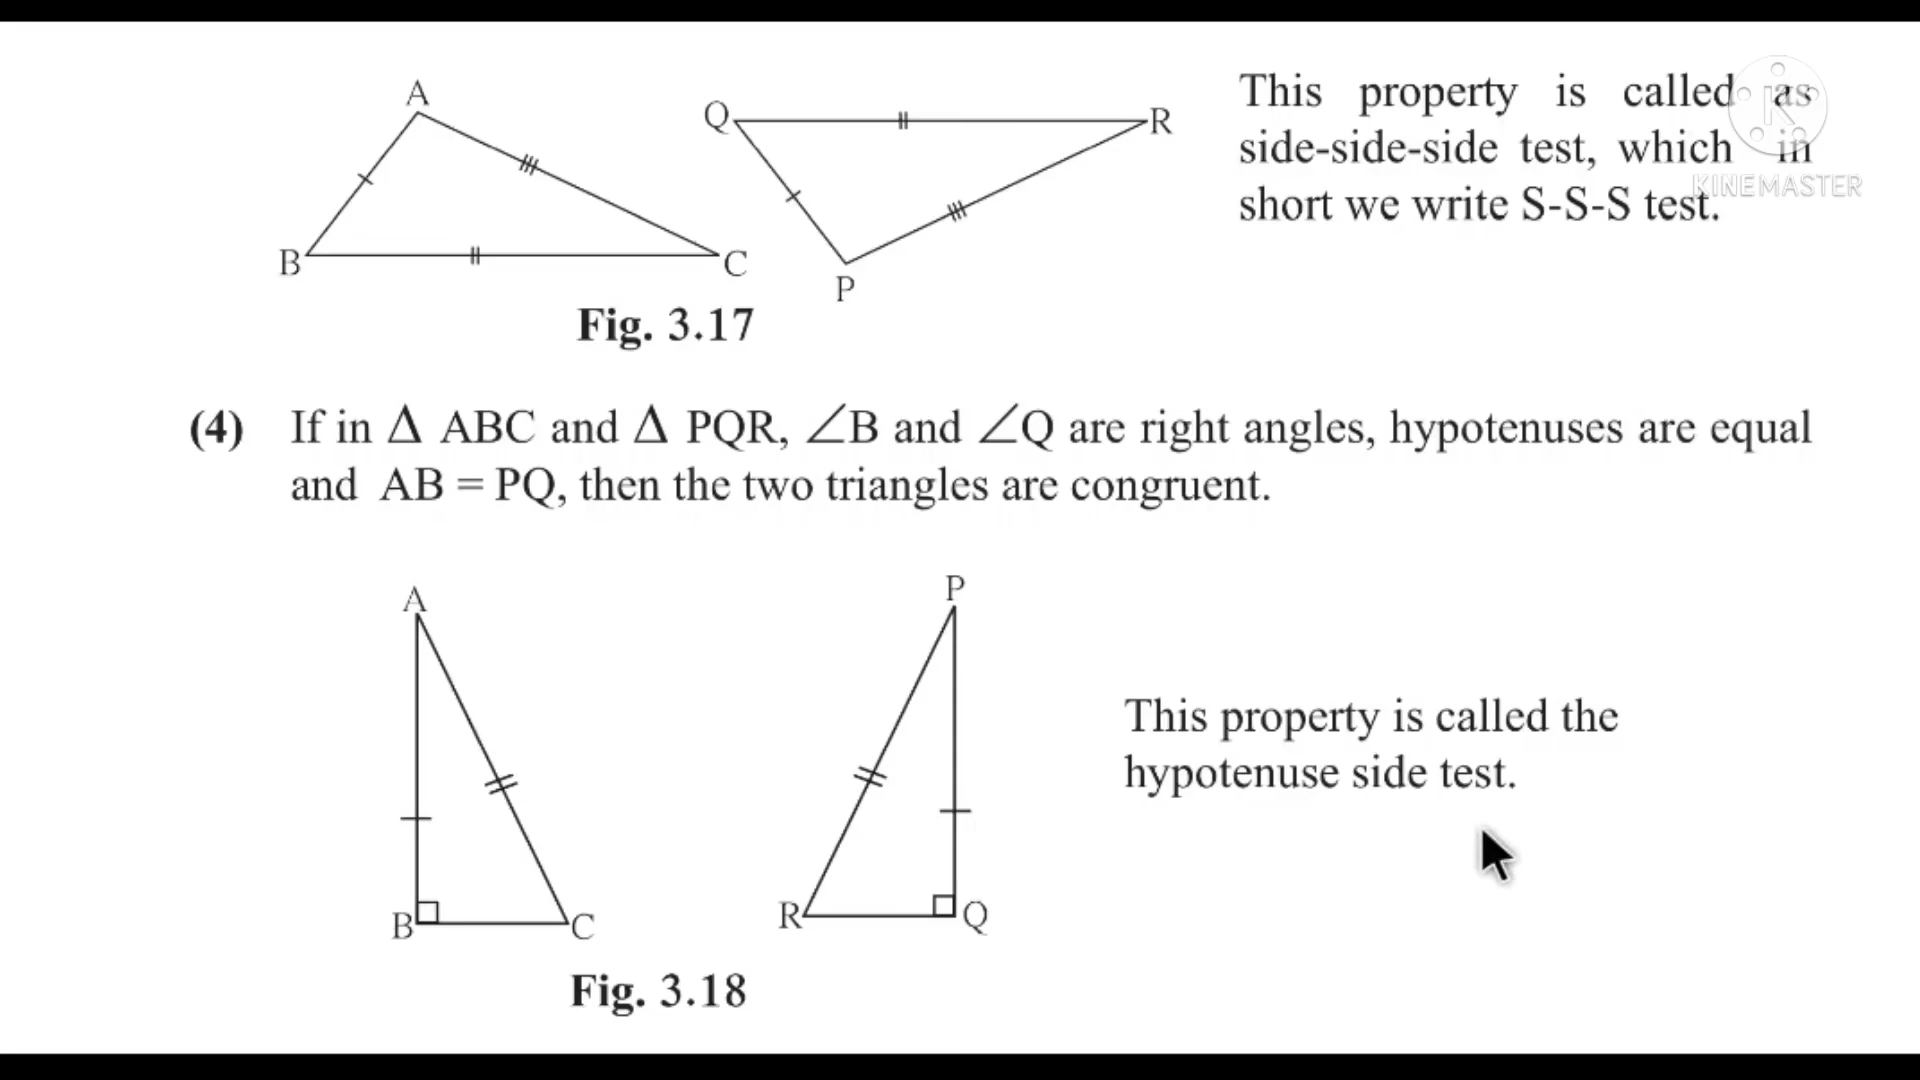 A
Q
R
B
C
P
Fig. 3.17
This property is called as
side-side-side test, which in
short we write S-S-S test.
K
KINEMASTER
(4) If in Δ ABC and Δ PQR, ∠B and ∠Q are right angles, hypotenuses are equal
and AB = PQ, then the two triangles are congruent.
A
B
C
P
R
Q
This property is called the
hypotenuse side test.
Fig. 3.18